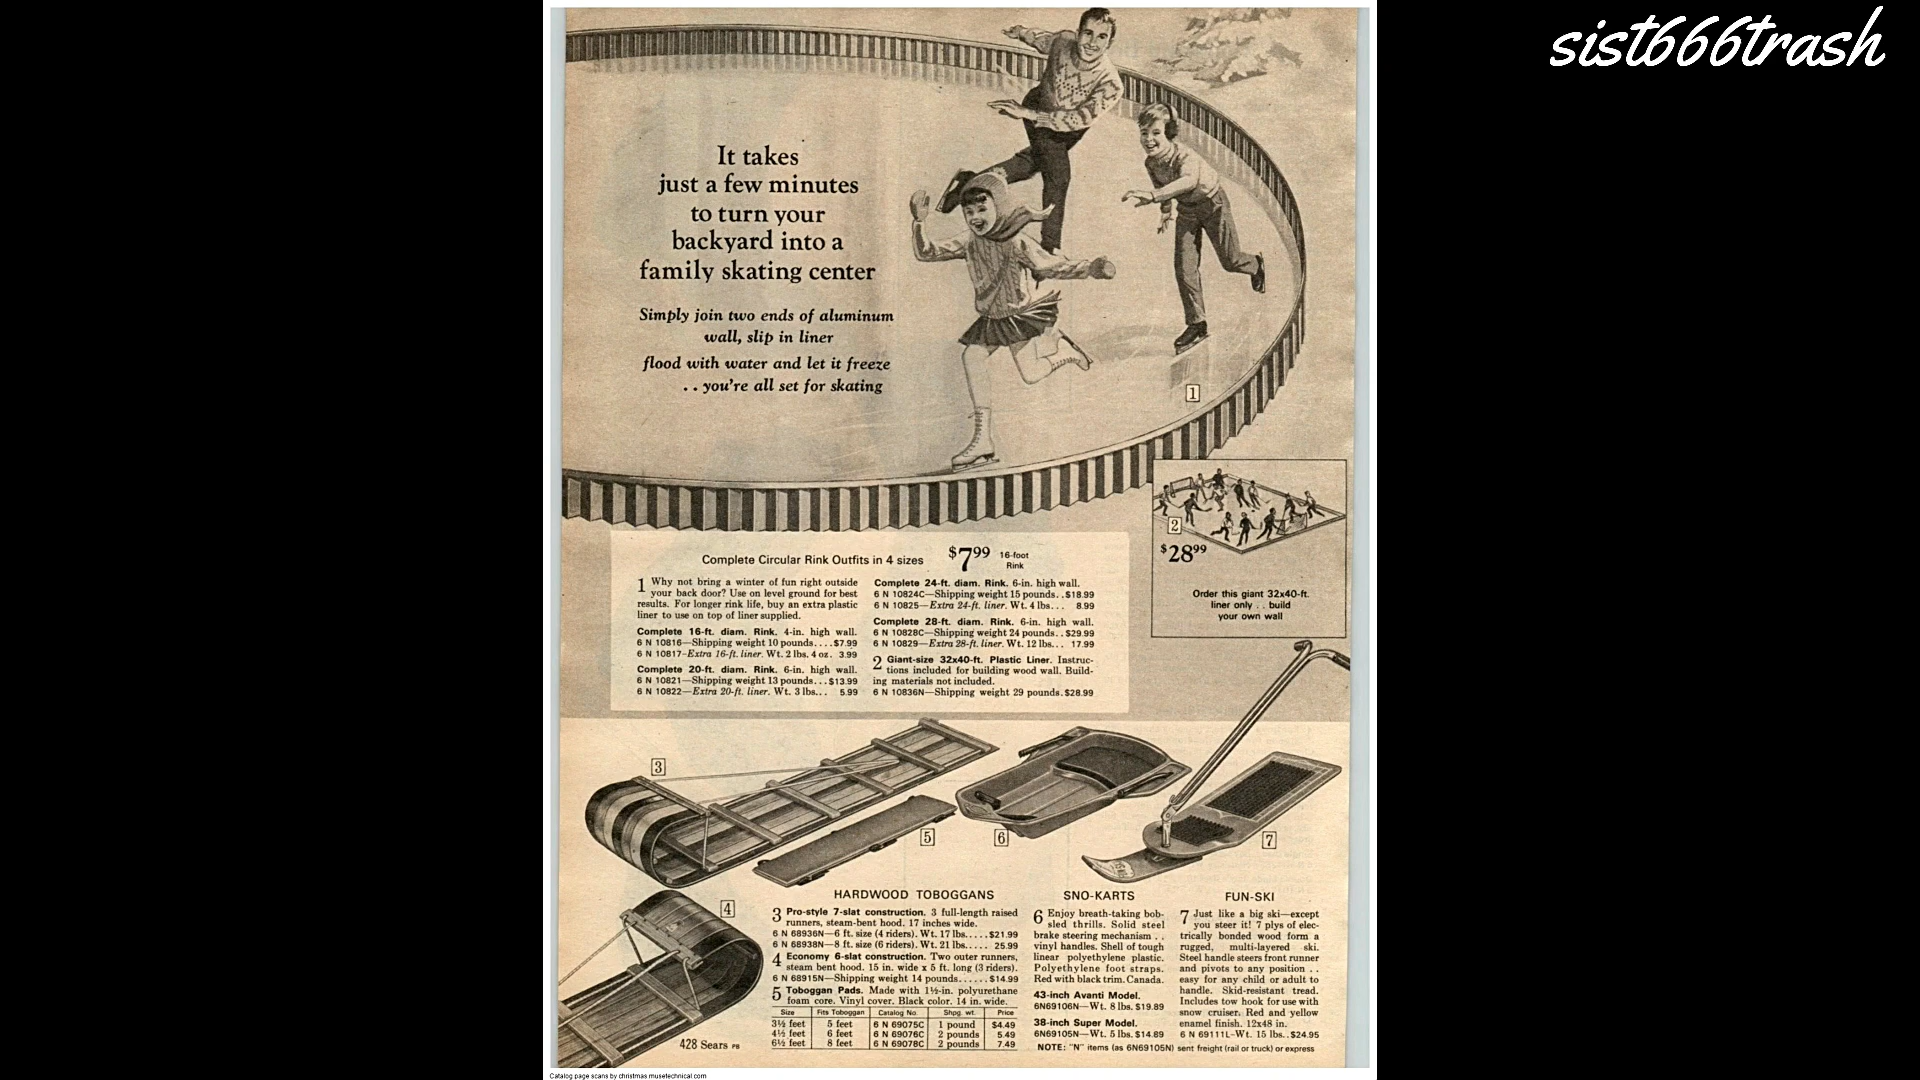 sist666trash
It takes
just a few minutes
to turn your
backyard into a
family skating center
Simply join two ends of aluminum
wall, slip in liner
flood with water and let it freeze
. . you're all set for skating
1
2
$28⁹⁹
Order this giant 32x40-ft.
liner only . . build
your own wall
Complete Circular Rink Outfits in 4 sizes $7⁹⁹ 16-foot
Rink
1 Why not bring a winter of fun right outside
your back door? Use on level ground for best
results. For longer rink life, buy an extra plastic
liner to use on top of liner supplied.
Complete 16-ft. diam. Rink. 4-in. high wall.
6 N 10816—Shipping weight 10 pounds....$7.99
6 N 10817-Extra 16-ft. liner. Wt. 2 lbs. 4 oz. 3.99
Complete 20-ft. diam. Rink. 6-in. high wall.
6 N 10821—Shipping weight 13 pounds...$13.99
6 N 10822—Extra 20-ft. liner. Wt. 3 lbs... 5.99
Complete 24-ft. diam. Rink. 6-in. high wall.
6 N 10824C—Shipping weight 15 pounds..$18.99
6 N 10825—Extra 24-ft. liner. Wt. 4 lbs... 8.99
Complete 28-ft. diam. Rink. 6-in. high wall.
6 N 10828C—Shipping weight 24 pounds..$29.99
6 N 10829—Extra 28-ft. liner. Wt. 12 lbs... 17.99
2 Giant-size 32x40-ft. Plastic Liner. Instruc-
tions included for building wood wall. Build-
ing materials not included.
6 N 10836N—Shipping weight 29 pounds.$28.99
3
5
6
7
4
HARDWOOD TOBOGGANS
3 Pro-style 7-slat construction. 3 full-length raised
runners, steam-bent hood. 17 inches wide.
6 N 68936N—6 ft. size (4 riders). Wt. 17 lbs.....$21.99
6 N 68938N—8 ft. size (6 riders). Wt. 21 lbs..... 25.99
4 Economy 6-slat construction. Two outer runners,
steam bent hood. 15 in. wide x 5 ft. long (3 riders).
6 N 68915N—Shipping weight 14 pounds......$14.99
5 Toboggan Pads. Made with 1½-in. polyurethane
foam core. Vinyl cover. Black color. 14 in. wide.
Size Fits Toboggan Catalog No. Shpg. wt. Price
3½ feet 5 feet 6 N 69075C 1 pound $4.49
4½ feet 6 feet 6 N 69076C 2 pounds 5.49
6½ feet 8 feet 6 N 69078C 2 pounds 7.49
SNO-KARTS
6 Enjoy breath-taking bob-
sled thrills. Solid steel
brake steering mechanism . .
vinyl handles. Shell of tough
linear polyethylene plastic.
Polyethylene foot straps.
Red with black trim. Canada.
43-inch Avanti Model.
6N69106N—Wt. 8 lbs. $19.89
38-inch Super Model.
6N69105N—Wt. 5 lbs. $14.89
FUN-SKI
7 Just like a big ski—except
you steer it! 7 plys of elec-
trically bonded wood form a
rugged, multi-layered ski.
Steel handle steers front runner
and pivots to any position . .
easy for any child or adult to
handle. Skid-resistant tread.
Includes tow hook for use with
snow cruiser. Red and yellow
enamel finish. 12x48 in.
6 N 69111L-Wt. 15 lbs..$24.95
NOTE: "N" items (as 6N69105N) sent freight (rail or truck) or express
428 Sears PB
Catalog page scans by christmas.musetechnical.com